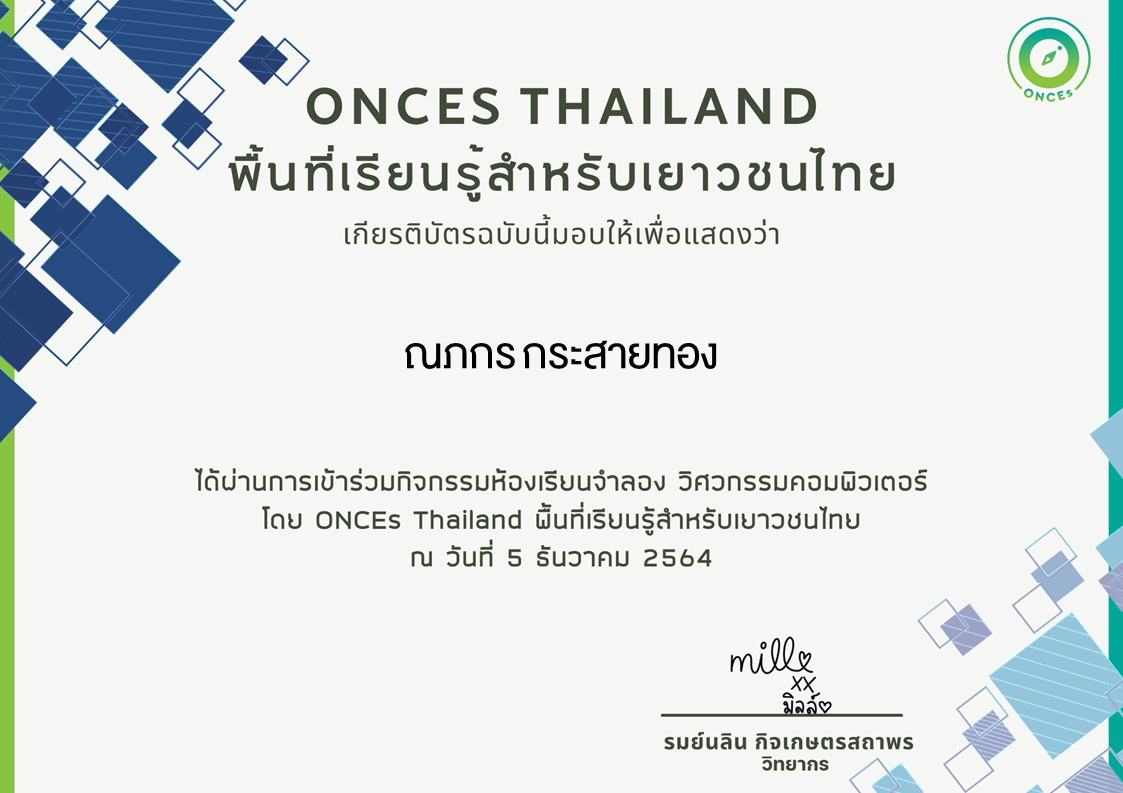 ONCEs
ONCES THAILAND
พื้นที่เรียนรู้สำหรับเยาวชนไทย
เกียรติบัตรฉบับนี้มอบให้เพื่อแสดงว่า
ณภกร กระสายทอง
ได้ผ่านการเข้าร่วมกิจกรรมห้องเรียนจำลอง วิศวกรรมคอมพิวเตอร์
โดย ONCEs Thailand พื้นที่เรียนรู้สำหรับเยาวชนไทย
ณ วันที่ 5 ธันวาคม 2564
mill
xx
มิลล์
รมย์นลิน กิจเกษตรสถาพร
วิทยากร